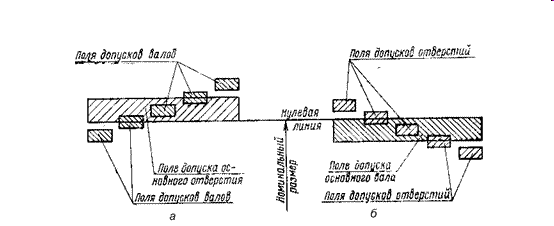 Поля допусков валов
Поля допусков отверстий
Нулевая
линия
Поле допуска ос-
новного отверстия
Поля допусков валов
Номинальный
размер
Поле допуска
основного вала
Поля допусков отверстий
а
б